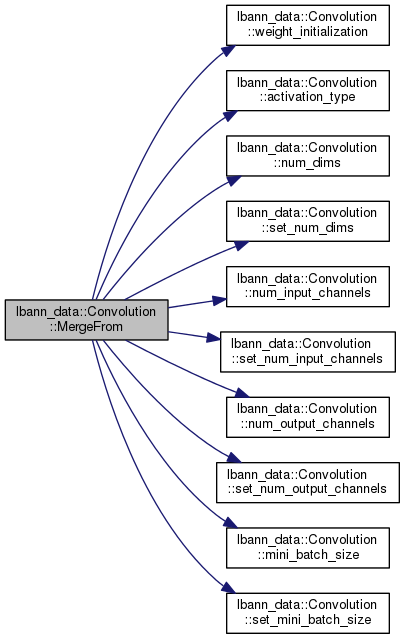 lbann_data::Convolution
::weight_initialization
lbann_data::Convolution
::activation_type
lbann_data::Convolution
::num_dims
lbann_data::Convolution
::set_num_dims
lbann_data::Convolution
::num_input_channels
lbann_data::Convolution
::MergeFrom
lbann_data::Convolution
::set_num_input_channels
lbann_data::Convolution
::num_output_channels
lbann_data::Convolution
::set_num_output_channels
lbann_data::Convolution
::mini_batch_size
lbann_data::Convolution
::set_mini_batch_size